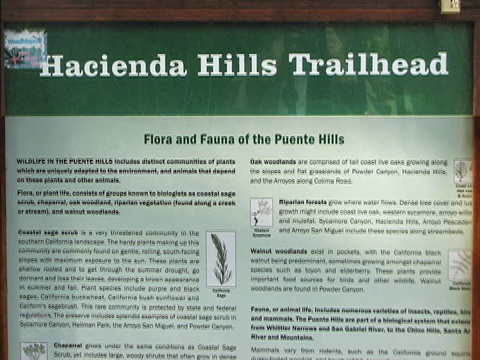 Hacienda Hills Trailhead
Flora and Fauna of the Puente Hills
WILDLIFE IN THE PUENTE HILLS includes distinct communities of plants
which are uniquely adapted to the environment, and animals that depend
on these plants and other animals.
Flora, or plant life, consists of groups known to biologists as coastal sage
scrub, chaparral, oak woodland, riparian vegetation (found along a creek
or stream), and walnut woodlands.
Coastal sage scrub is a very threatened community in the
southern California landscape. The hardy plants making up this
community are commonly found on gentle, rolling, south-facing
slopes with maximum exposure to the sun. These plants are
shallow rooted and to get through the summer drought, go
dormant and lose their leaves, developing a brown appearance
in summer and fall. Plant species include purple and black
sages, California buckwheat, California bush sunflower and
California's sagebrush. This rare community is protected by state and federal
regulations. The preserve includes splendid examples of coastal sage scrub in
Sycamore Canyon, Hellman Park, the Arroyo San Miguel, and Powder Canyon.
California
Sage
Chaparral grows under the same conditions as Coastal Sage
Scrub, yet includes large, woody shrubs that often grow in dense
Oak woodlands are comprised of tall coast live oaks growing along
the slopes and flat grasslands of Powder Canyon, Hacienda Hills,
and the Arroyos along Colima Road.
Riparian forests grow where water flows. Dense tree cover and lus
growth might include coast live oak, western sycamore, arroyo willo
and mulefat. Sycamore Canyon, Hacienda Hills, Arroyo Pescador
and Arroyo San Miguel include these special streambeds.
Western
Sycamore
Walnut woodlands exist in pockets, with the California black
walnut being predominant, sometimes growing amongst chaparral
species such as toyon and elderberry. These plants provide
important food sources for birds and other wildlife. Walnut
woodlands are found in Powder Canyon.
Fauna, or animal life, includes numerous varieties of insects, reptiles, bir
and mammals. The Puente Hills are part of a biological system that exten
from Whittier Narrows and San Gabriel River, to the Chino Hills, Santa An
River and Mountains.
Mammals vary from rodents, such as the California ground squirre